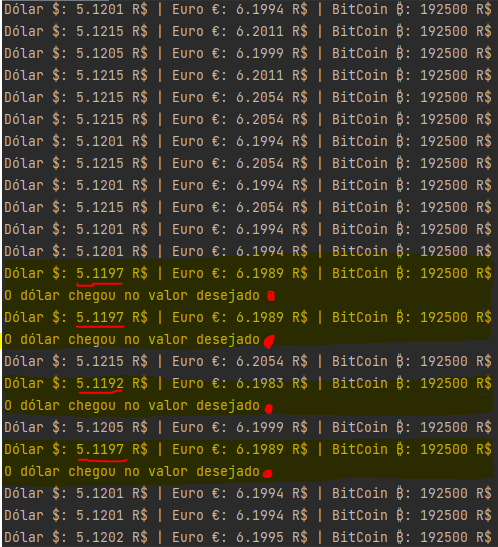 Dólar $: 5.1201 R$ | Euro €: 6.1994 R$ | BitCoin ₿: 192500 R$
Dólar $: 5.1215 R$ | Euro €: 6.2011 R$ | BitCoin ₿: 192500 R$
Dólar $: 5.1205 R$ | Euro €: 6.1999 R$ | BitCoin ₿: 192500 R$
Dólar $: 5.1215 R$ | Euro €: 6.2011 R$ | BitCoin ₿: 192500 R$
Dólar $: 5.1215 R$ | Euro €: 6.2054 R$ | BitCoin ₿: 192500 R$
Dólar $: 5.1215 R$ | Euro €: 6.2054 R$ | BitCoin ₿: 192500 R$
Dólar $: 5.1201 R$ | Euro €: 6.1994 R$ | BitCoin ₿: 192500 R$
Dólar $: 5.1215 R$ | Euro €: 6.2054 R$ | BitCoin ₿: 192500 R$
Dólar $: 5.1201 R$ | Euro €: 6.1994 R$ | BitCoin ₿: 192500 R$
Dólar $: 5.1215 R$ | Euro €: 6.2054 R$ | BitCoin ₿: 192500 R$
Dólar $: 5.1201 R$ | Euro €: 6.1994 R$ | BitCoin ₿: 192500 R$
Dólar $: 5.1201 R$ | Euro €: 6.1994 R$ | BitCoin ₿: 192500 R$
Dólar $: 5.1197 R$ | Euro €: 6.1989 R$ | BitCoin ₿: 192500 R$
O dólar chegou no valor desejado
Dólar $: 5.1197 R$ | Euro €: 6.1989 R$ | BitCoin ₿: 192500 R$
O dólar chegou no valor desejado
Dólar $: 5.1215 R$ | Euro €: 6.2054 R$ | BitCoin ₿: 192500 R$
Dólar $: 5.1192 R$ | Euro €: 6.1983 R$ | BitCoin ₿: 192500 R$
O dólar chegou no valor desejado
Dólar $: 5.1205 R$ | Euro €: 6.1999 R$ | BitCoin ₿: 192500 R$
Dólar $: 5.1197 R$ | Euro €: 6.1989 R$ | BitCoin ₿: 192500 R$
O dólar chegou no valor desejado
Dólar $: 5.1201 R$ | Euro €: 6.1994 R$ | BitCoin ₿: 192500 R$
Dólar $: 5.1201 R$ | Euro €: 6.1994 R$ | BitCoin ₿: 192500 R$
Dólar $: 5.1202 R$ | Euro €: 6.1995 R$ | BitCoin ₿: 192500 R$